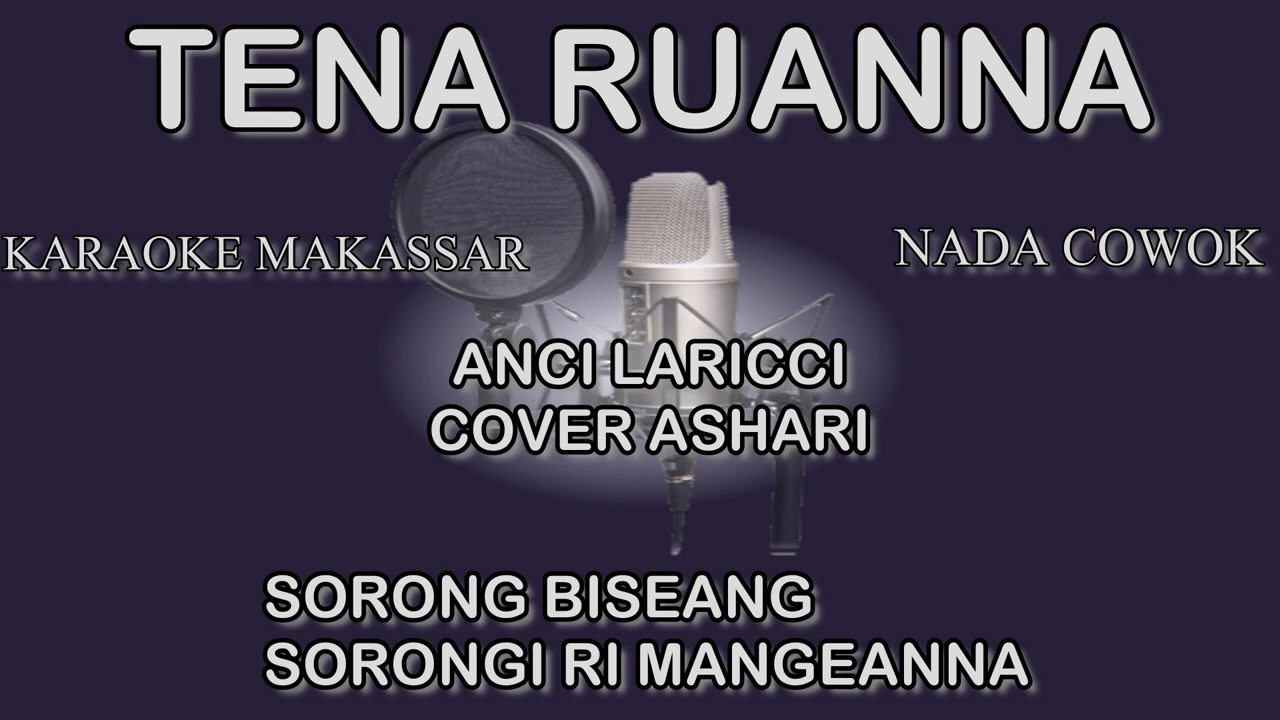 TENA RUANNA
KARAOKE MAKASSAR
NADA COWOK
ANCI LARICCI
COVER ASHARI
SORONG BISEANG
SORONGI RI MANGEANNA